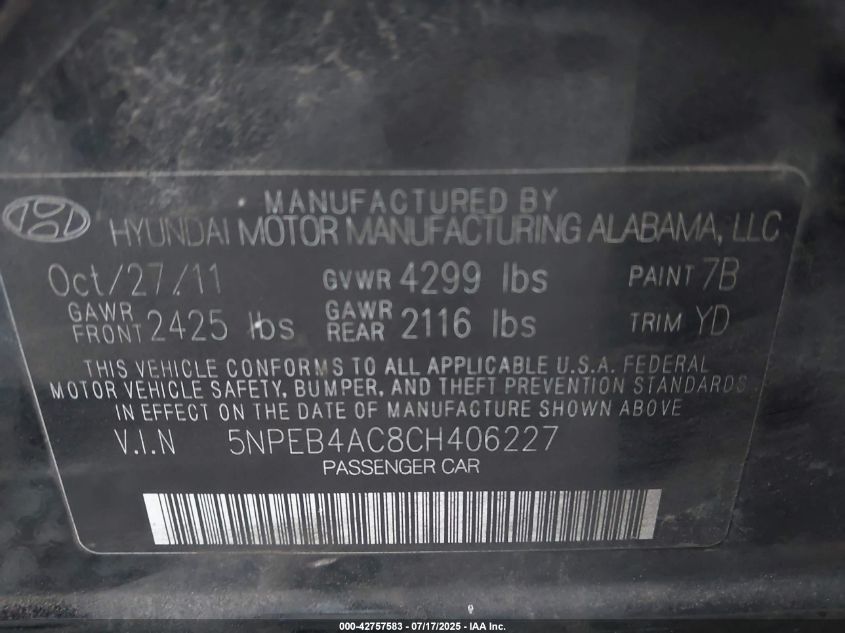 MANUFACTURED BY
HYUNDAI MOTOR MANUFACTURING ALABAMA, LLC
Oct/27/11 GVWR 4299 lbs PAINT 7B
GAWR FRONT 2425 lbs GAWR REAR 2116 lbs TRIM YD
THIS VEHICLE CONFORMS TO ALL APPLICABLE U.S.A. FEDERAL
MOTOR VEHICLE SAFETY, BUMPER, AND THEFT PREVENTION STANDARDS
IN EFFECT ON THE DATE OF MANUFACTURE SHOWN ABOVE
V.I.N 5NPEB4AC8CH406227
PASSENGER CAR
000-42757583 - 07/17/2025 - IAA Inc.